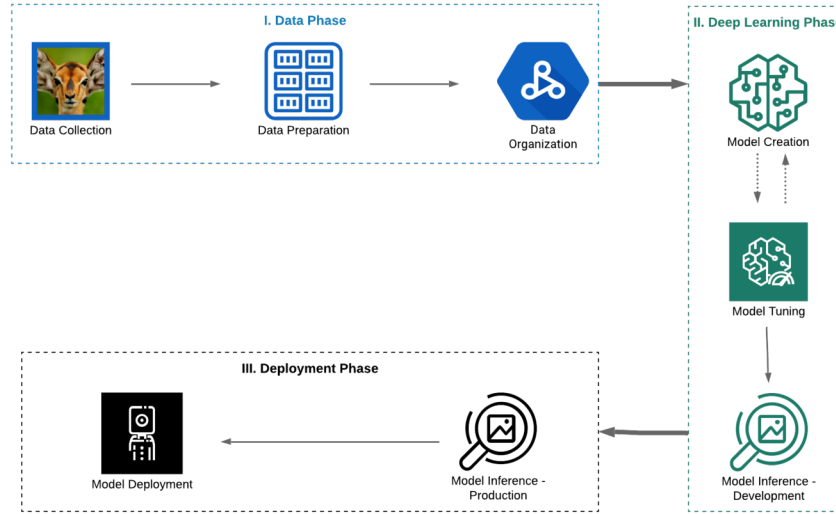 I. Data Phase
Data Collection
Data Preparation
Data
Organization
II. Deep Learning Phase
Model Creation
Model Tuning
Model Inference -
Development
III. Deployment Phase
Model Inference -
Production
Model Deployment